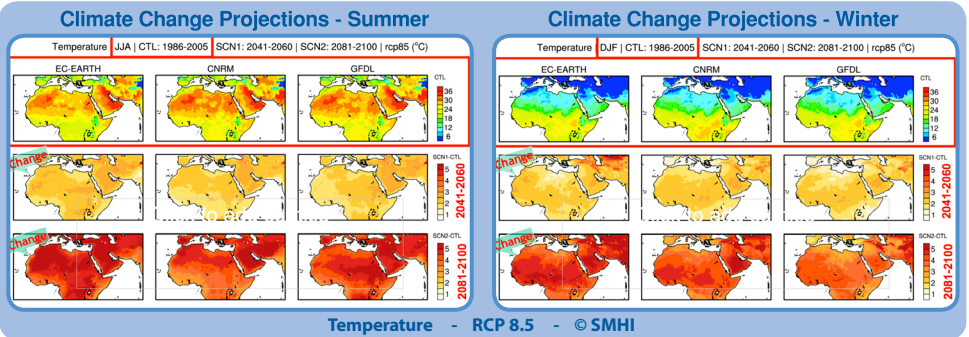 Climate Change Projections - Summer
Temperature | JJA | CTL: 1986-2005 | SCN1: 2041-2060 | SCN2: 2081-2100 | rcp85 (°C)
EC-EARTH CNRM GFDL
CTL
36
30
24
18
12
6
Change
SCN1-CTL
5
4
3
2
1
2041-2060
Change
SCN2-CTL
5
4
3
2
1
2081-2100
Climate Change Projections - Winter
Temperature | DJF | CTL: 1986-2005 | SCN1: 2041-2060 | SCN2: 2081-2100 | rcp85 (°C)
EC-EARTH CNRM GFDL
CTL
36
30
24
18
12
6
Change
SCN1-CTL
5
4
3
2
1
2041-2060
Change
SCN2-CTL
5
4
3
2
1
2081-2100
Temperature - RCP 8.5 - © SMHI